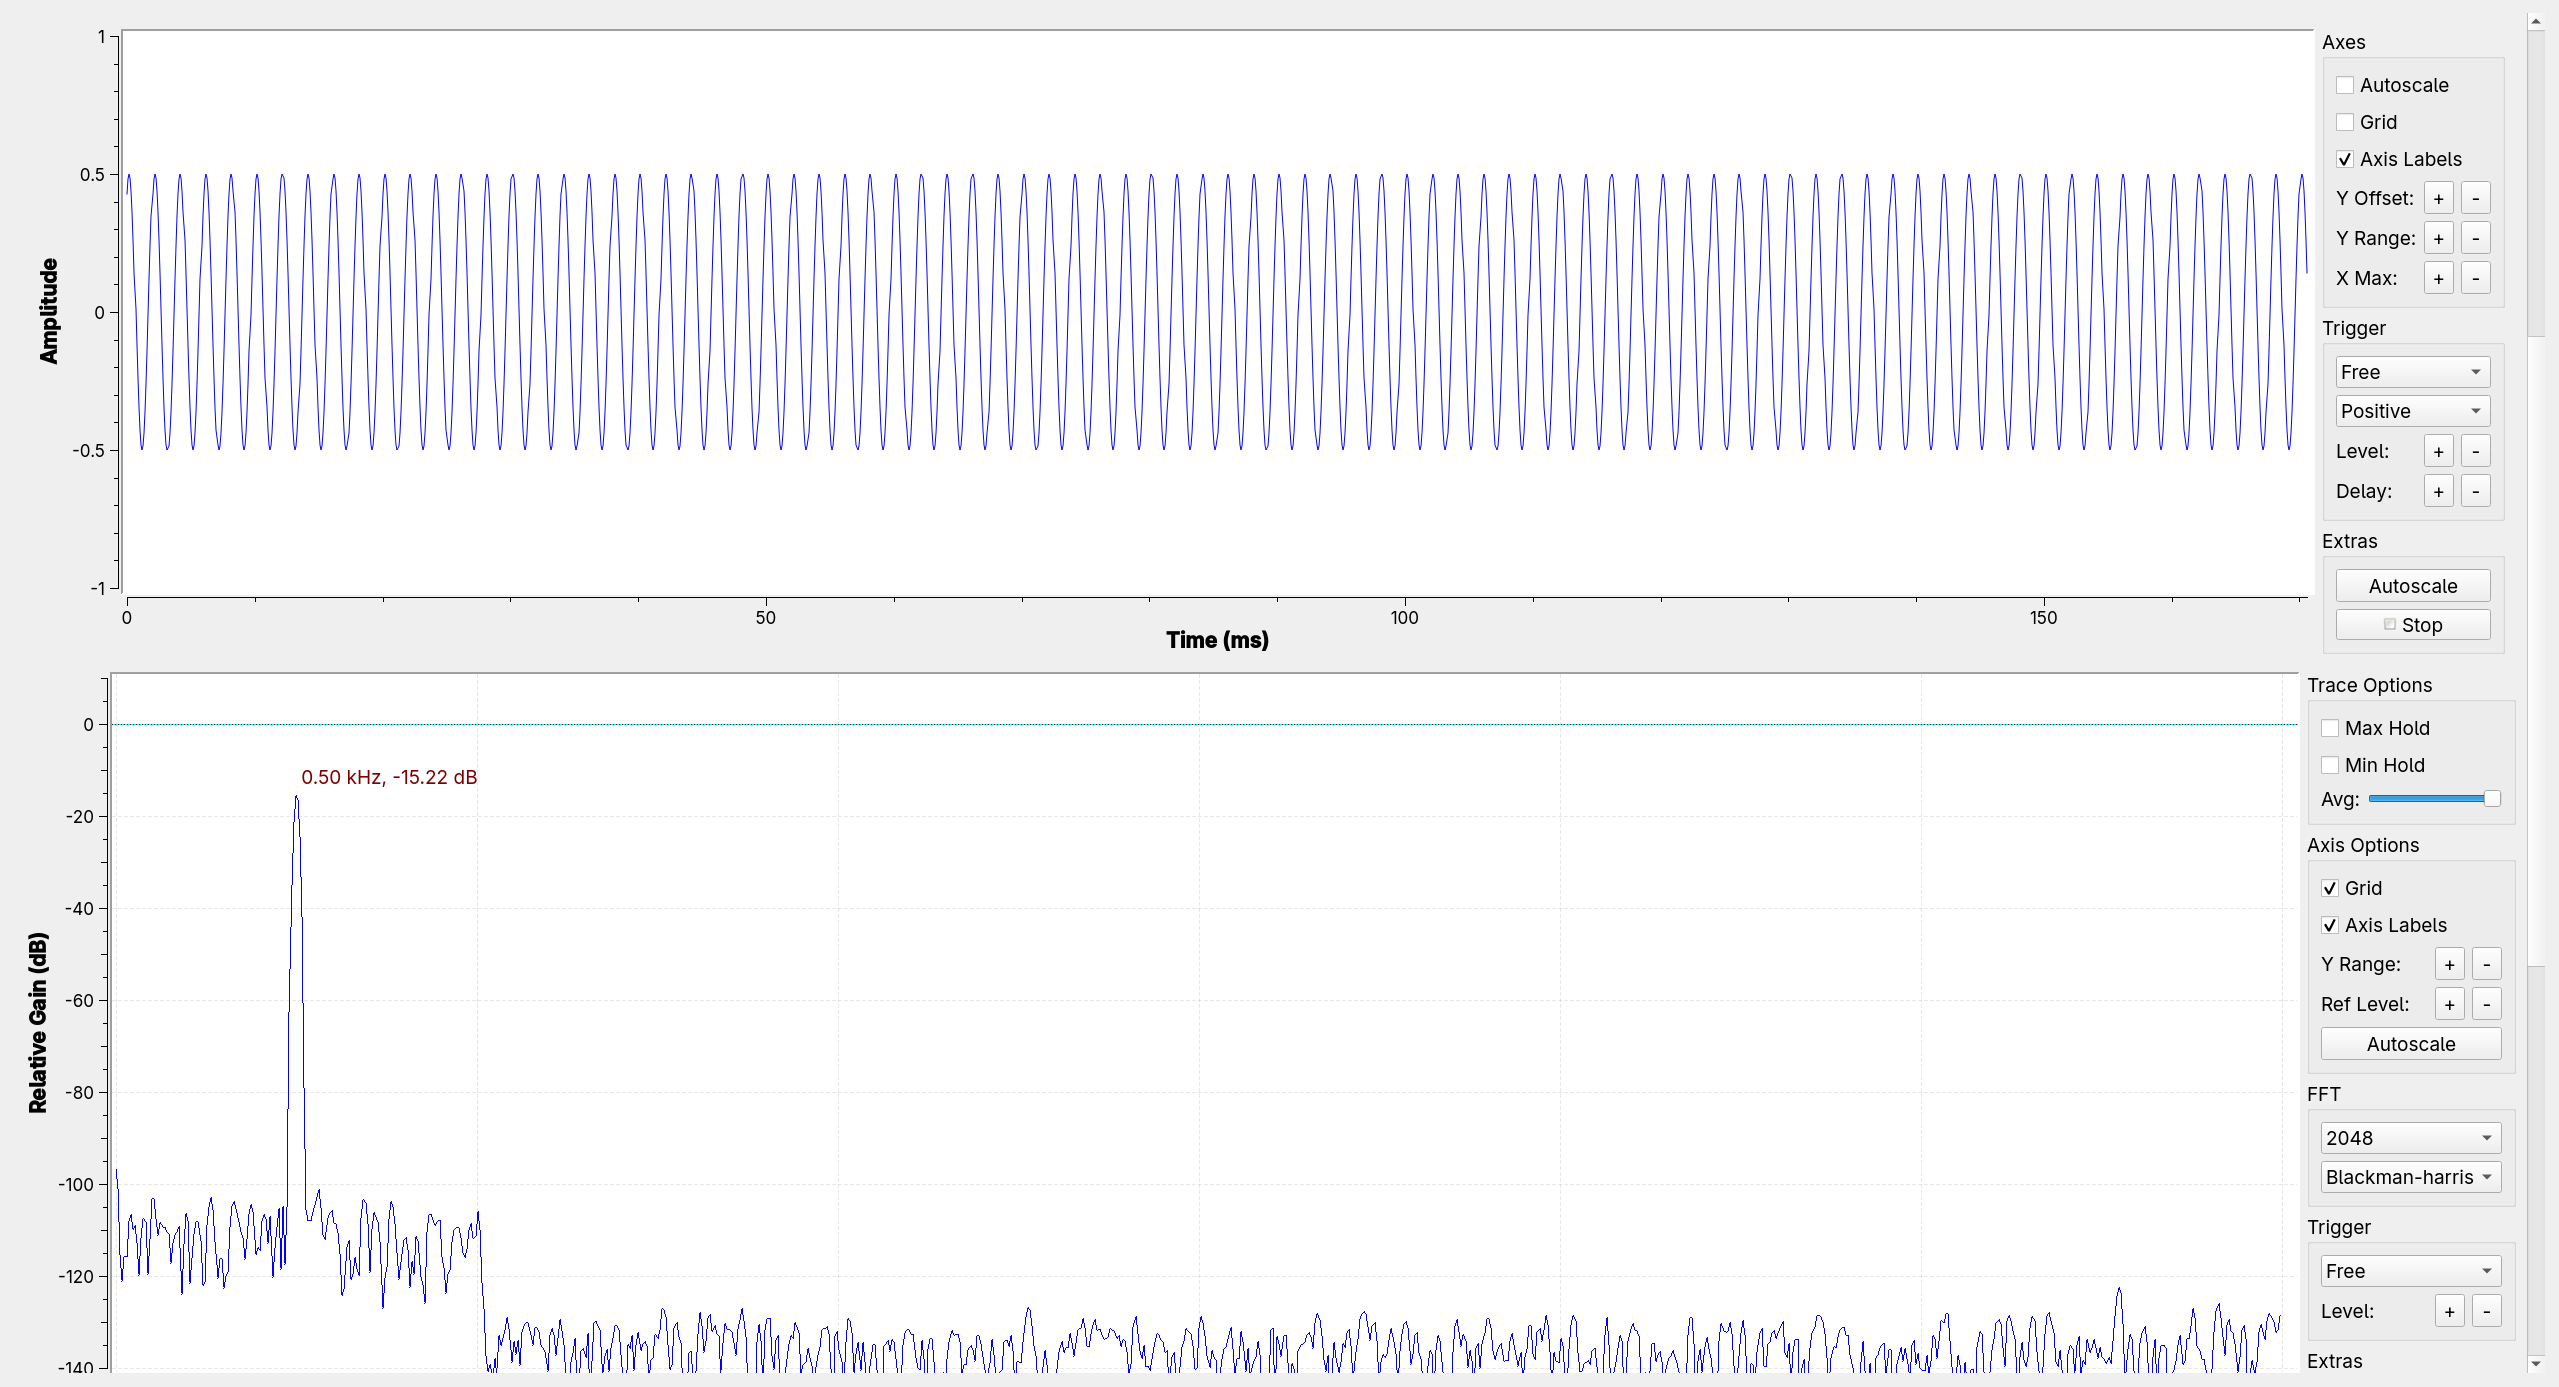 1
0.5
0
-0.5
-1
Amplitude
0
50
100
150
Time (ms)
Axes
Autoscale
Grid
Axis Labels
Y Offset: + -
Y Range: + -
X Max: + -
Trigger
Free
Positive
Level: + -
Delay: + -
Extras
Autoscale
Stop
0
-20
-40
-60
-80
-100
-120
-140
Relative Gain (dB)
0.50 kHz, -15.22 dB
Trace Options
Max Hold
Min Hold
Avg:
Axis Options
Grid
Axis Labels
Y Range: + -
Ref Level: + -
Autoscale
FFT
2048
Blackman-harris
Trigger
Free
Level: + -
Extras